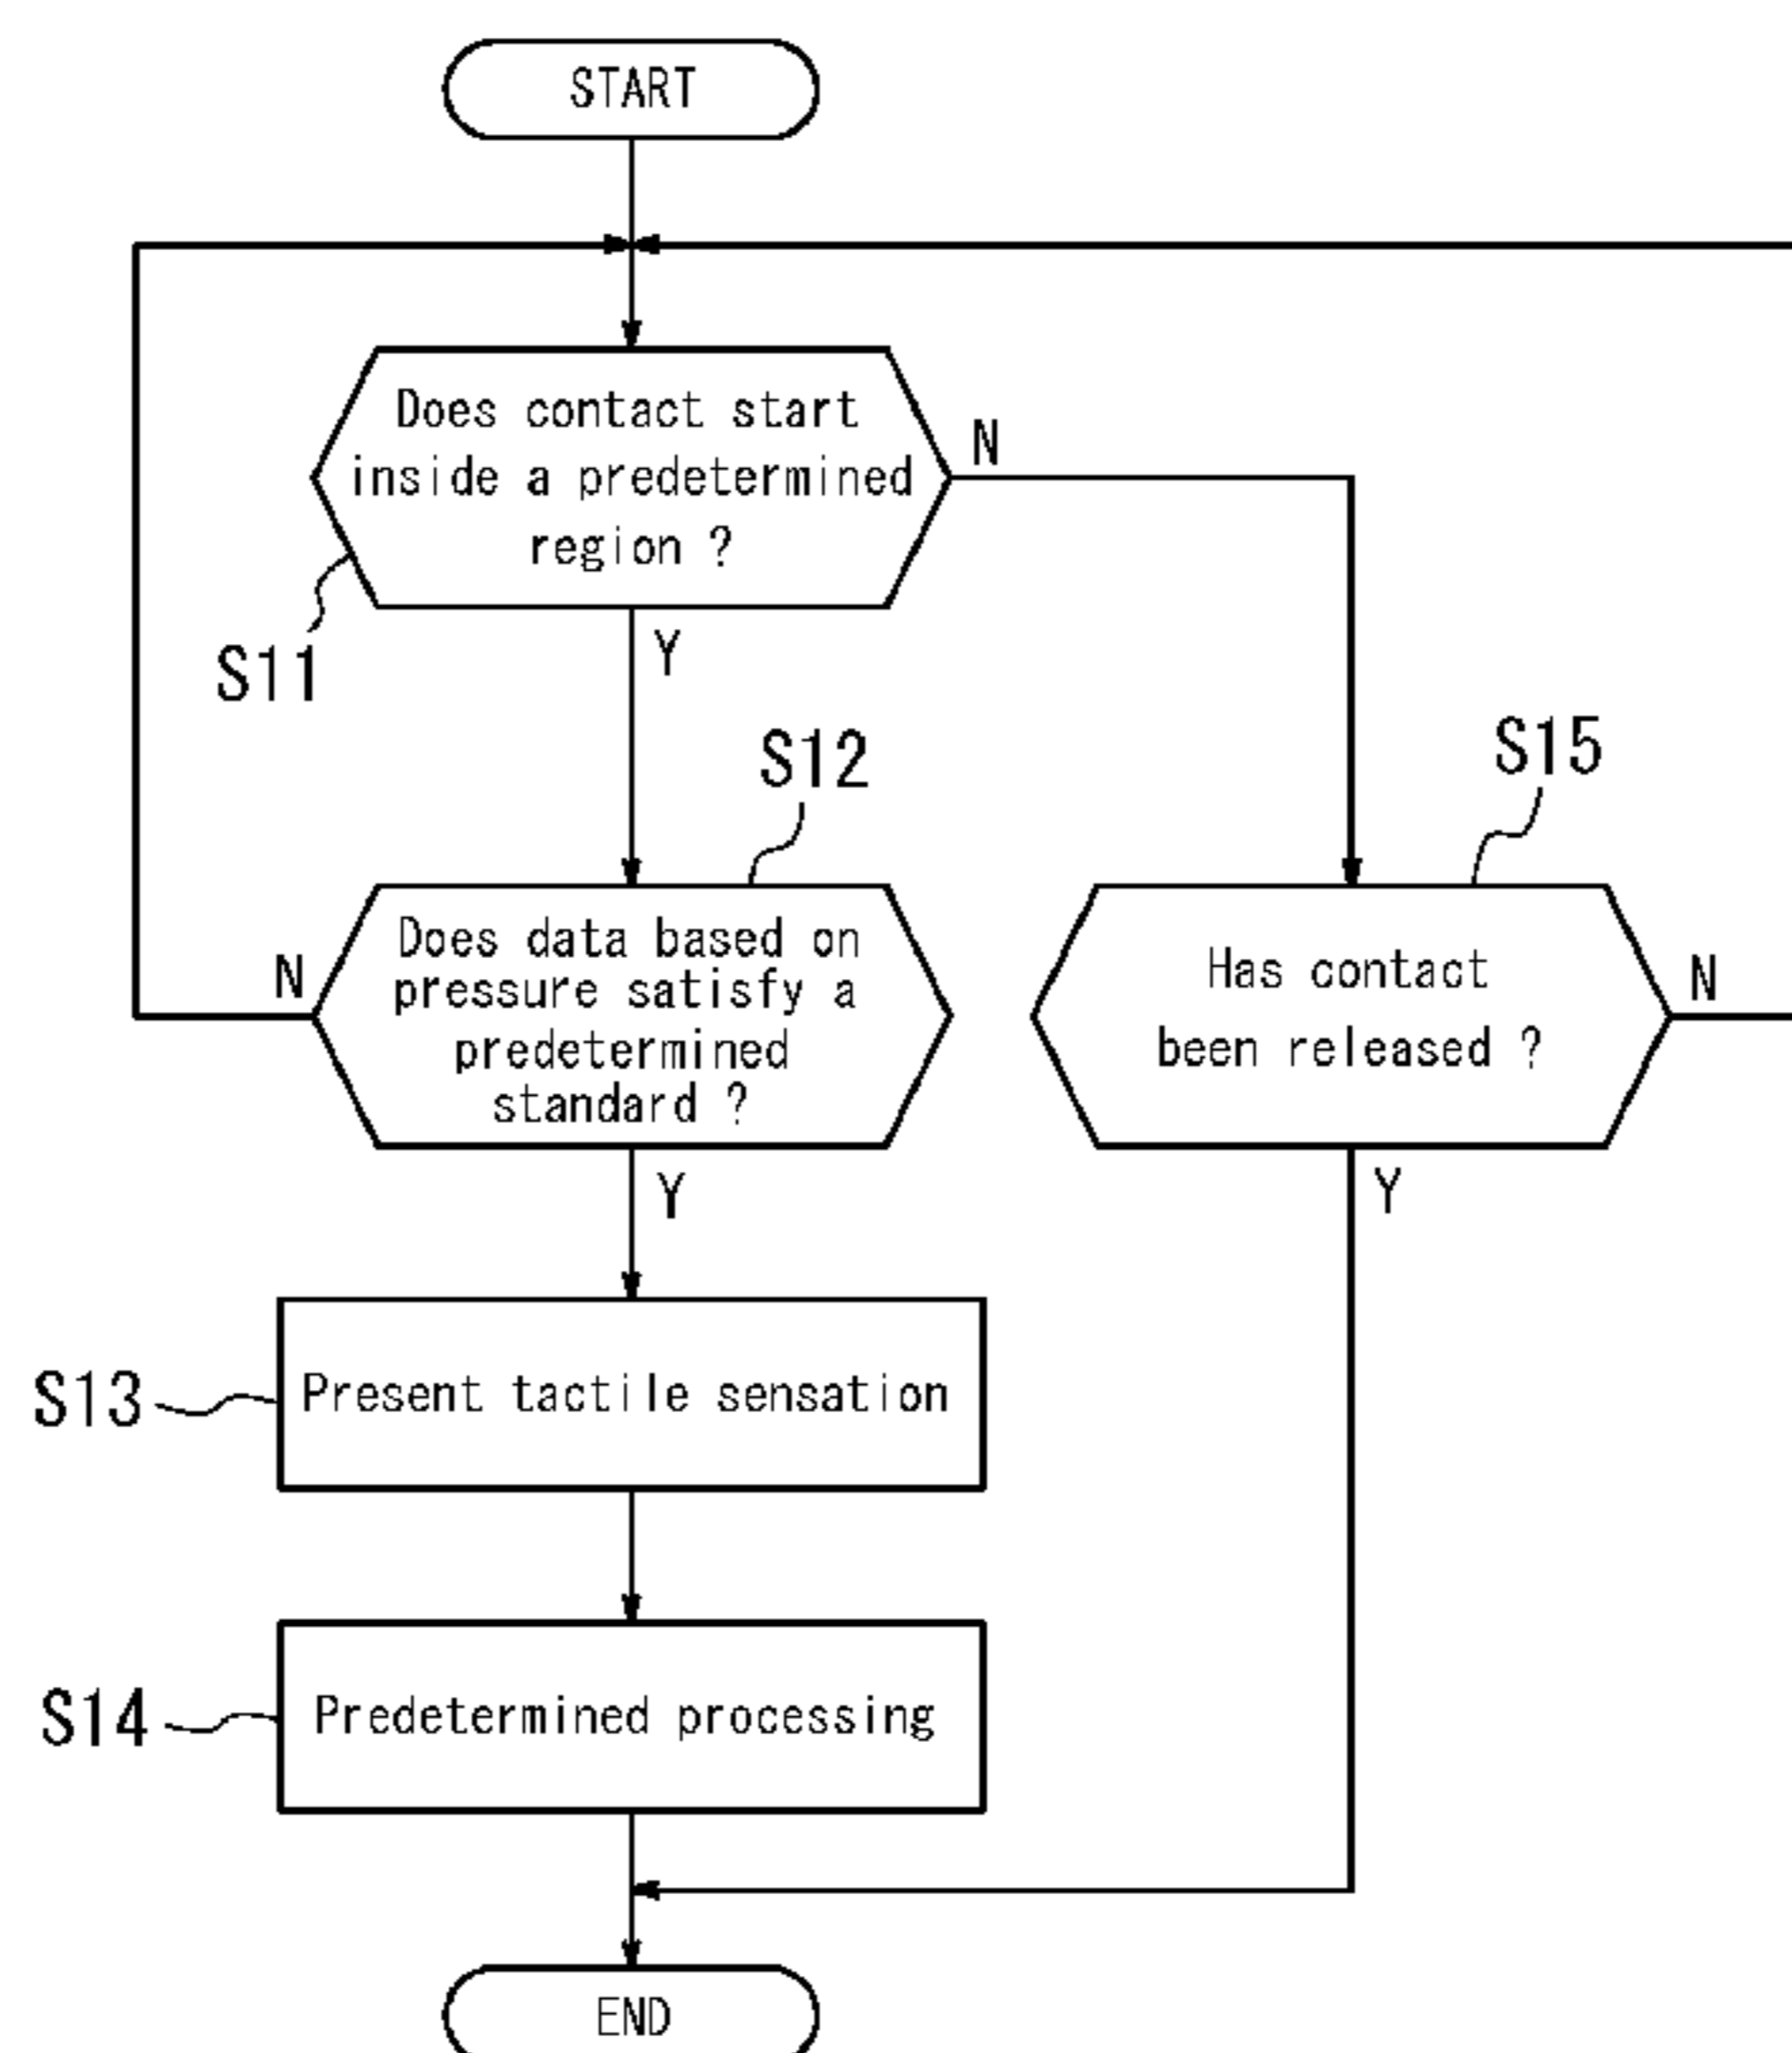 START
Does contact start
inside a predetermined
region ?
N
S11
Y
S12
S15
Does data based on
pressure satisfy a
predetermined
standard ?
N
Has contact
been released ?
N
Y
Y
S13
Present tactile sensation
S14
Predetermined processing
END